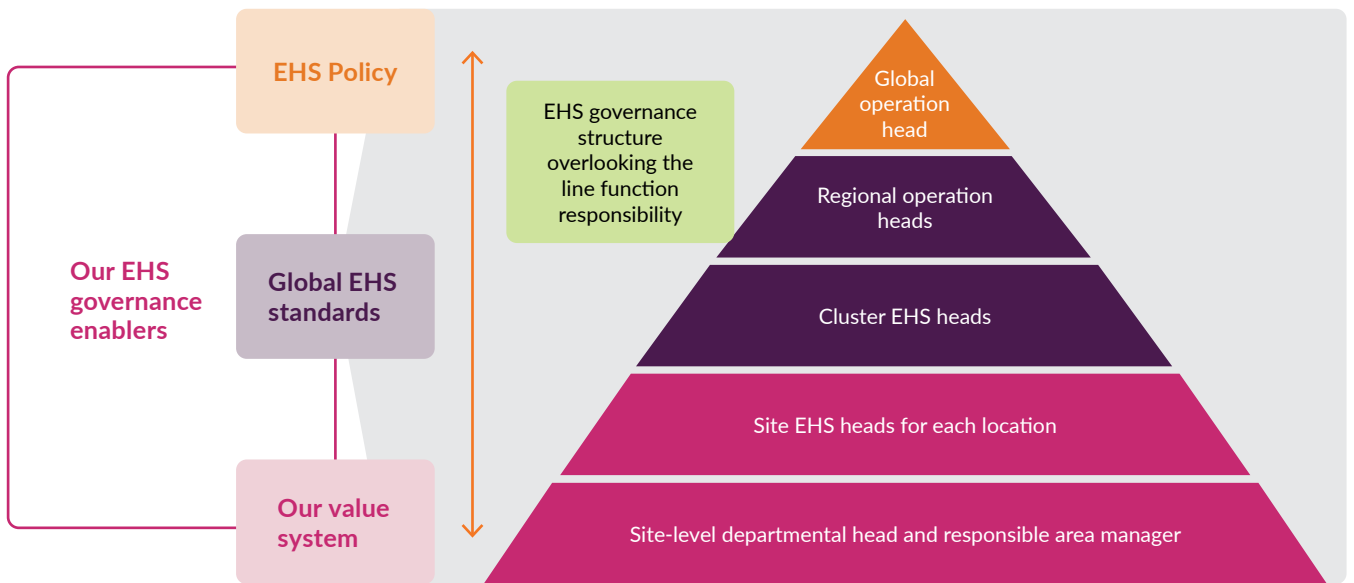 Our EHS
governance
enablers
EHS Policy
Global EHS
standards
Our value
system
EHS governance
structure
overlooking the
line function
responsibility
Global
operation
head
Regional operation
heads
Cluster EHS heads
Site EHS heads for each location
Site-level departmental head and responsible area manager